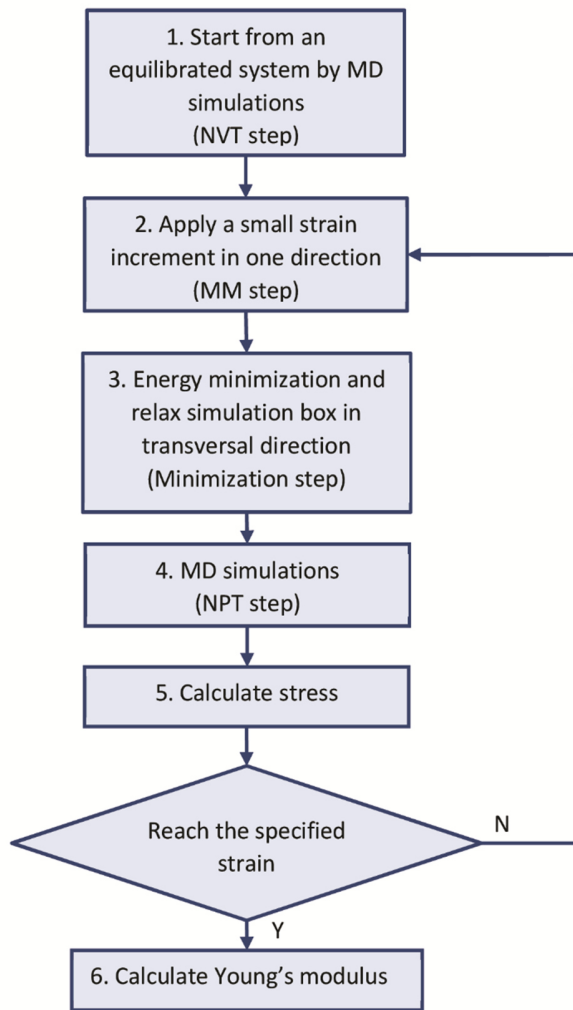 1. Start from an
equilibrated system by MD
simulations
(NVT step)
2. Apply a small strain
increment in one direction
(MM step)
3. Energy minimization and
relax simulation box in
transversal direction
(Minimization step)
4. MD simulations
(NPT step)
5. Calculate stress
Reach the specified
strain
N
Y
6. Calculate Young’s modulus